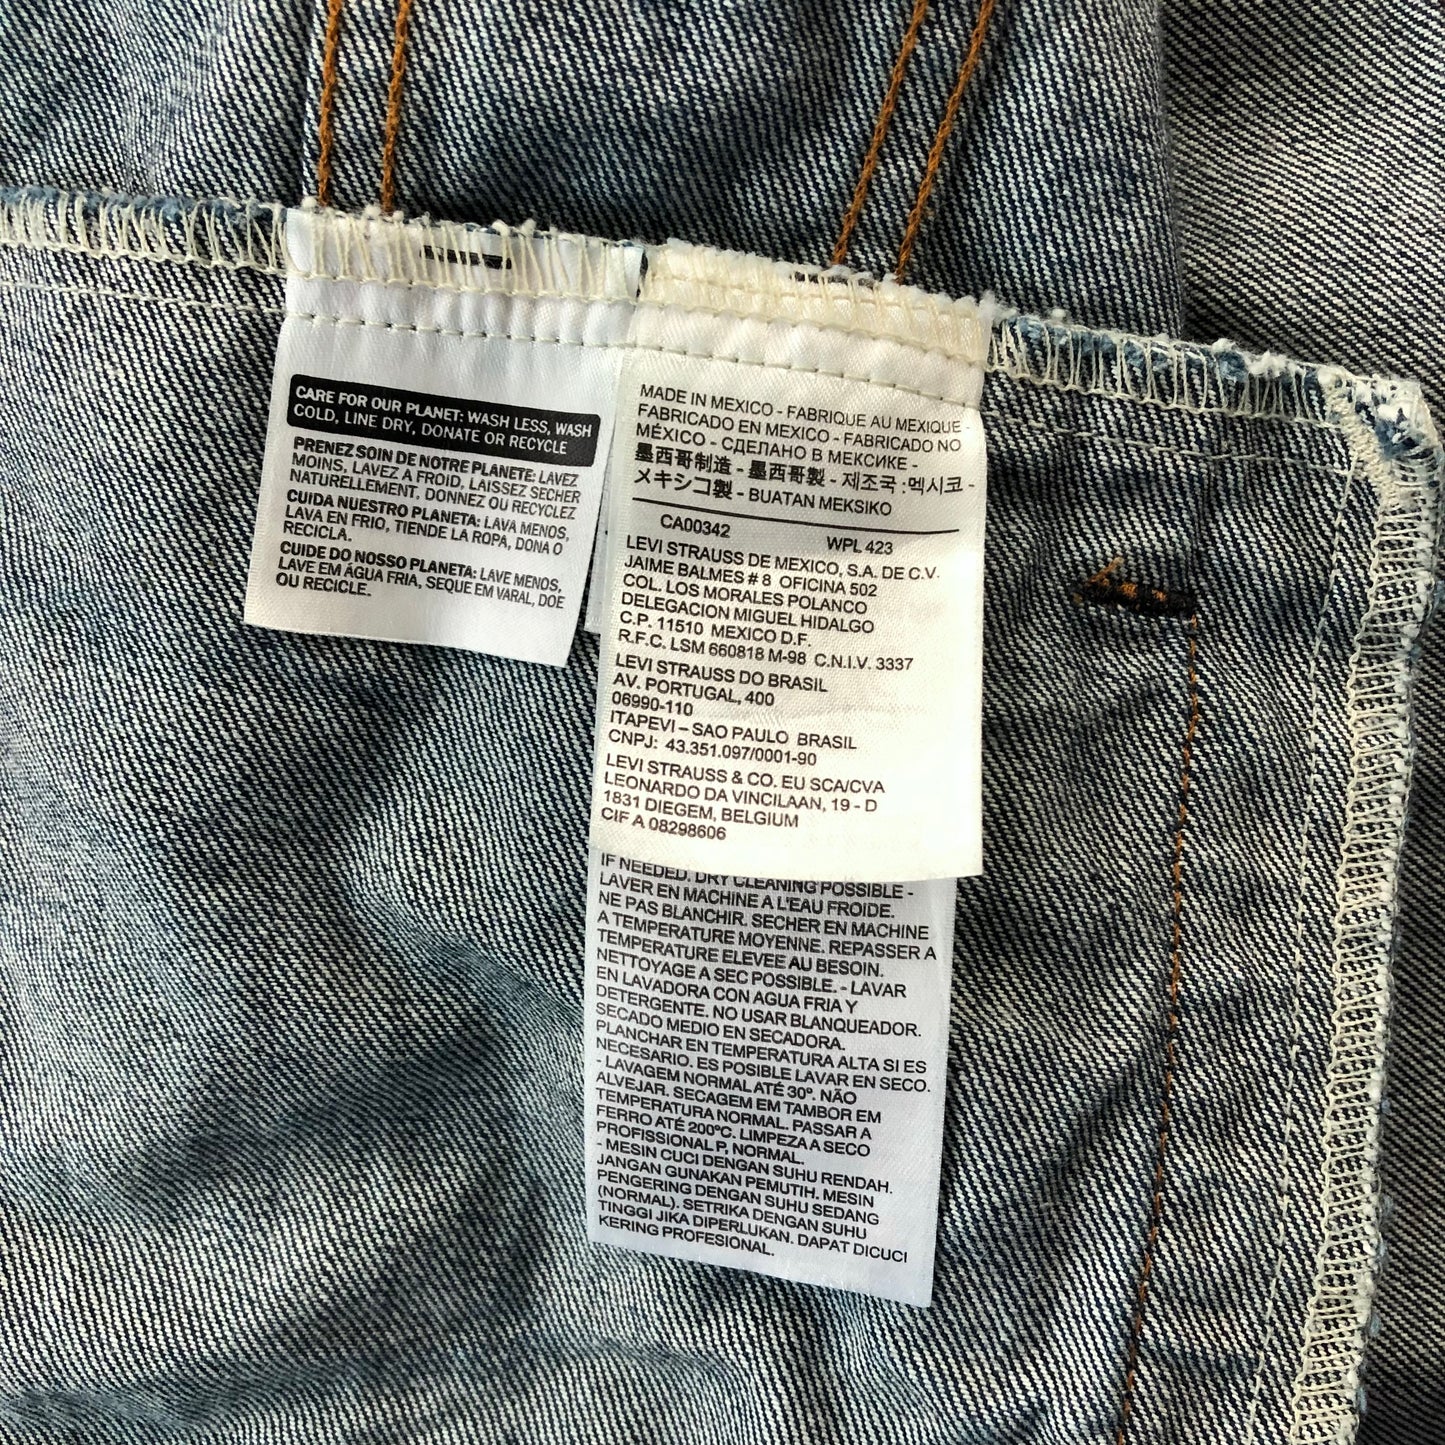 CARE FOR OUR PLANET: WASH LESS, WASH
COLD, LINE DRY, DONATE OR RECYCLE
PRENEZ SOIN DE NOTRE PLANETE: LAVEZ
MOINS, LAVEZ A FROID, LAISSEZ SECHER
NATURELLEMENT, DONNEZ OU RECYCLEZ
CUIDA NUESTRO PLANETA: LAVA MENOS,
LAVA EN FRIO, TIENDE LA ROPA, DONA O
RECICLA.
CUIDE DO NOSSO PLANETA: LAVE MENOS,
LAVE EM ÁGUA FRIA, SEQUE EM VARAL, DOE
OU RECICLE.
MADE IN MEXICO - FABRIQUE AU MEXIQUE -
FABRICADO EN MEXICO - FABRICADO NO
MÉXICO - СДЕЛАНО В МЕКСИКЕ -
墨西哥制造 - 墨西哥製 - 제조국 :멕시코 -
メキシコ製 - BUATAN MEKSIKO
CA00342 WPL 423
LEVI STRAUSS DE MEXICO, S.A. DE C.V.
JAIME BALMES # 8 OFICINA 502
COL. LOS MORALES POLANCO
DELEGACION MIGUEL HIDALGO
C.P. 11510 MEXICO D.F.
R.F.C. LSM 660818 M-98 C.N.I.V. 3337
LEVI STRAUSS DO BRASIL
AV. PORTUGAL, 400
06990-110
ITAPEVI – SAO PAULO BRASIL
CNPJ: 43.351.097/0001-90
LEVI STRAUSS & CO. EU SCA/CVA
LEONARDO DA VINCILAAN, 19 - D
1831 DIEGEM, BELGIUM
CIF A 08298606
IF NEEDED. DRY CLEANING POSSIBLE -
LAVER EN MACHINE A L'EAU FROIDE.
NE PAS BLANCHIR. SECHER EN MACHINE
A TEMPERATURE MOYENNE. REPASSER A
TEMPERATURE ELEVEE AU BESOIN.
NETTOYAGE A SEC POSSIBLE. - LAVAR
EN LAVADORA CON AGUA FRIA Y
DETERGENTE. NO USAR BLANQUEADOR.
SECADO MEDIO EN SECADORA.
PLANCHAR EN TEMPERATURA ALTA SI ES
NECESARIO. ES POSIBLE LAVAR EN SECO.
- LAVAGEM NORMAL ATÉ 30º. NÃO
ALVEJAR. SECAGEM EM TAMBOR EM
TEMPERATURA NORMAL. PASSAR A
FERRO ATÉ 200ºC. LIMPEZA A SECO
PROFISSIONAL P, NORMAL.
- MESIN CUCI DENGAN SUHU RENDAH.
JANGAN GUNAKAN PEMUTIH. MESIN
PENGERING DENGAN SUHU SEDANG
(NORMAL). SETRIKA DENGAN SUHU
TINGGI JIKA DIPERLUKAN. DAPAT DICUCI
KERING PROFESIONAL.